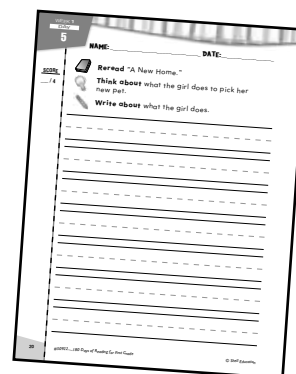 5
NAME: DATE:
SCORE
/4
Reread "A New Home."
Think about what the girl does to pick her
new pet.
Write about what the girl does.
20
© Shell Education